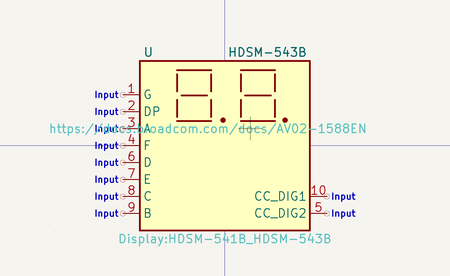 U HDSM-543B
Input 1 G
Input 2 DP
https://docs.broadcom.com/docs/AV02-1588EN
Input 3 A
Input 4 F
Input 6 D
Input 7 E
Input 8 C CC_DIG1 10 Input
Input 9 B CC_DIG2 5 Input
Display:HDSM-541B_HDSM-543B